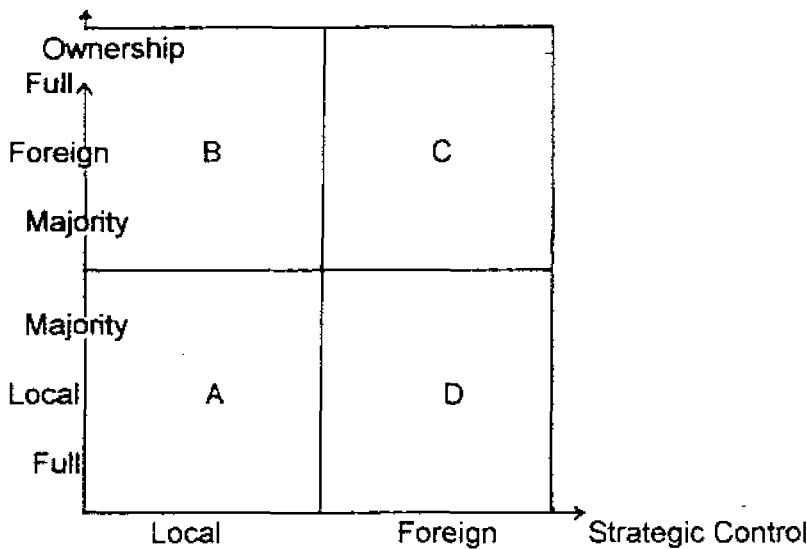 Ownership
Full
Foreign B C
Majority
Majority
Local A D
Full
Local Foreign Strategic Control